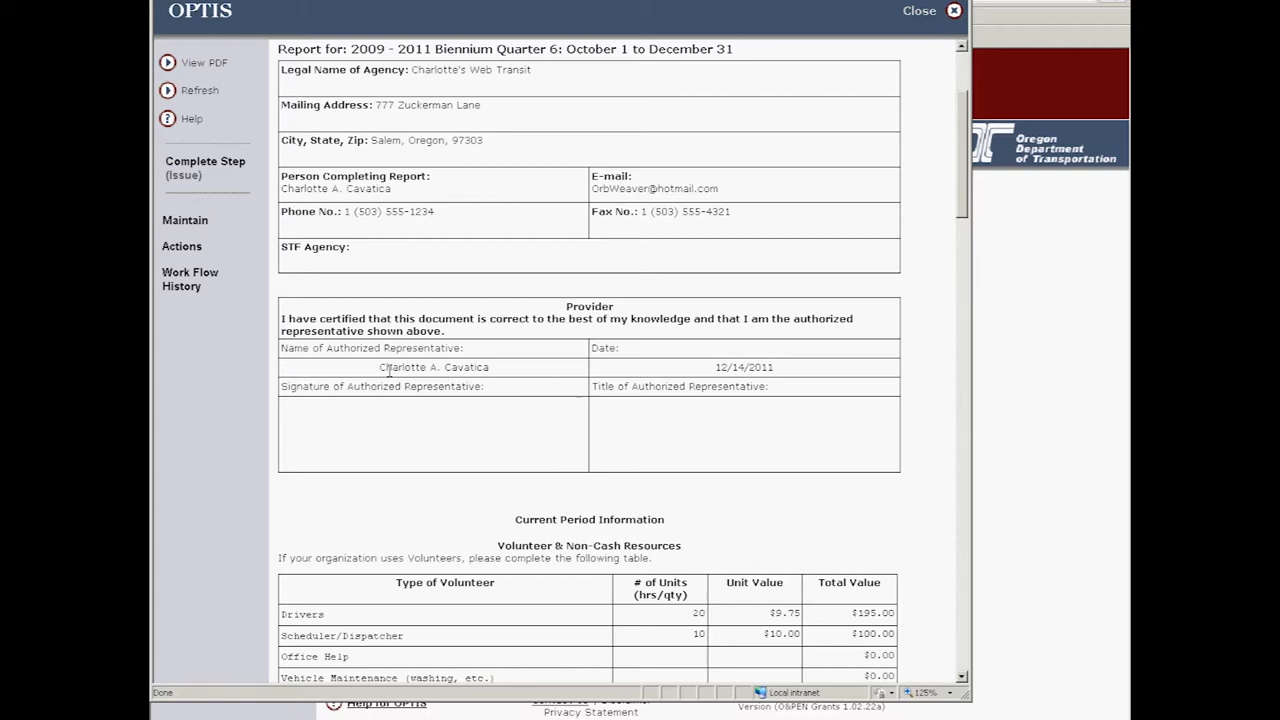 OPTIS
Close
View PDF
Refresh
Help
Complete Step
(Issue)
Maintain
Actions
Work Flow
History
Report for: 2009 - 2011 Biennium Quarter 6: October 1 to December 31
Legal Name of Agency: Charlotte's Web Transit
Mailing Address: 777 Zuckerman Lane
City, State, Zip: Salem, Oregon, 97303
Person Completing Report:
Charlotte A. Cavatica
E-mail:
OrbWeaver@hotmail.com
Phone No.: 1 (503) 555-1234
Fax No.: 1 (503) 555-4321
STF Agency:
Provider
I have certified that this document is correct to the best of my knowledge and that I am the authorized
representative shown above.
Name of Authorized Representative:
Date:
Charlotte A. Cavatica
12/14/2011
Signature of Authorized Representative:
Title of Authorized Representative:
Current Period Information
Volunteer & Non-Cash Resources
If your organization uses Volunteers, please complete the following table.
Type of Volunteer
# of Units
(hrs/qty)
Unit Value
Total Value
Drivers 20 $9.75 $195.00
Scheduler/Dispatcher 10 $10.00 $100.00
Office Help $0.00
Vehicle Maintenance (washing, etc.) $0.00
Oregon
Department
of Transportation
Done
Local intranet
125%
Help for OPTIS
Privacy Statement
Version (O&PEN Grants 1.02.22a)